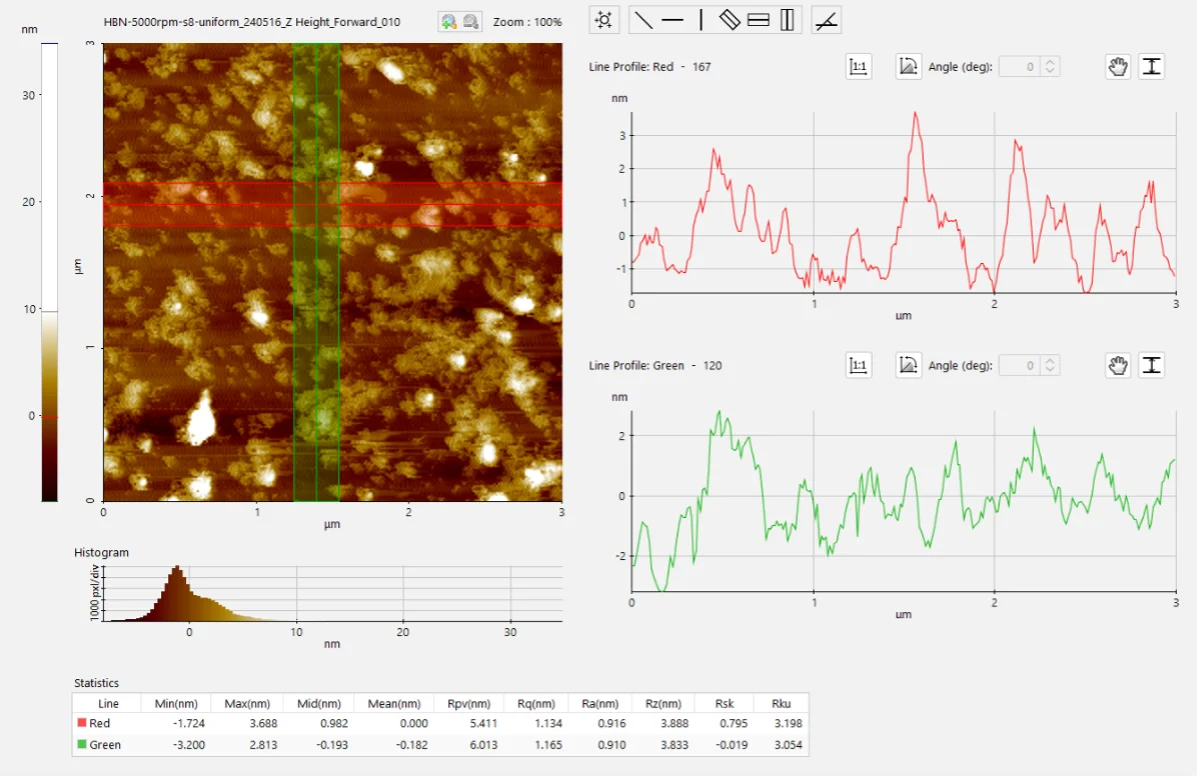 HBN-5000rpm-s8-uniform_240516_Z Height_Forward_010
Zoom : 100%
nm
30
20
10
0
3
2
1
0
µm
0 1 2 3
µm
Histogram
1000 pxl/div
0 10 20 30
nm
Line Profile: Red - 167
1:1
Angle (deg): 0
nm
3
2
1
0
-1
0 1 2 3
µm
Line Profile: Green - 120
1:1
Angle (deg): 0
nm
2
0
-2
0 1 2 3
µm
Statistics
Line Min(nm) Max(nm) Mid(nm) Mean(nm) Rpv(nm) Rq(nm) Ra(nm) Rz(nm) Rsk Rku
Red -1.724 3.688 0.982 0.000 5.411 1.134 0.916 3.888 0.795 3.198
Green -3.200 2.813 -0.193 -0.182 6.013 1.165 0.910 3.833 -0.019 3.054